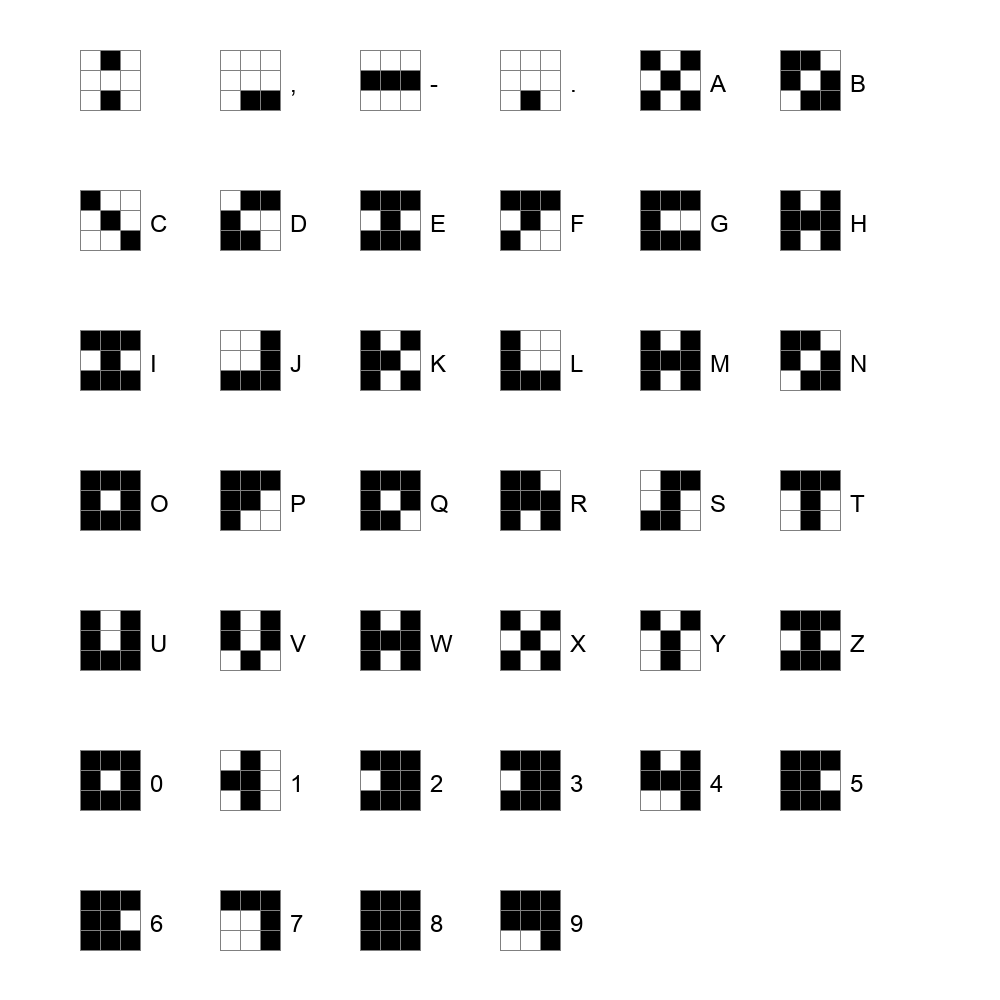 , - . A B
C D E F G H
I J K L M N
O P Q R S T
U V W X Y Z
0 1 2 3 4 5
6 7 8 9